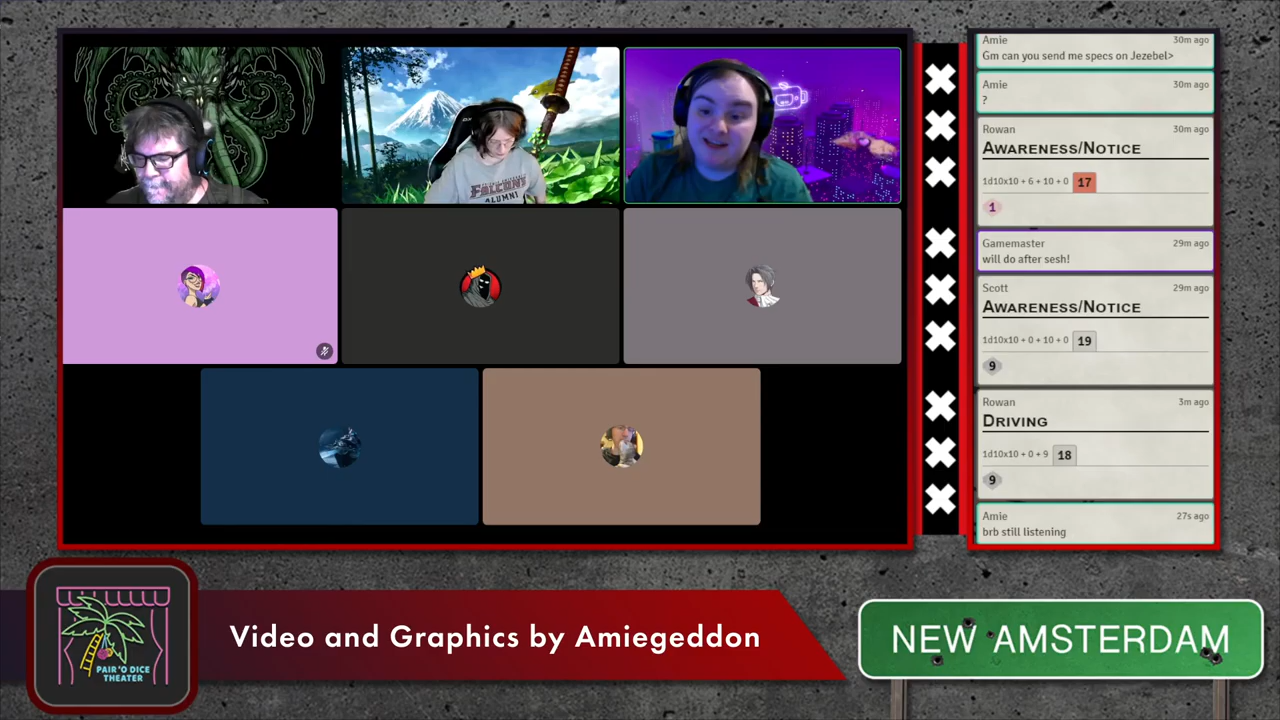 FALCONS
ALUMNI
Amie 30m ago
Gm can you send me specs on Jezebel>
Amie 30m ago
?
Rowan 30m ago
Awareness/Notice
1d10x10 + 6 + 10 + 0 17
1
Gamemaster 29m ago
will do after sesh!
Scott 29m ago
Awareness/Notice
1d10x10 + 0 + 10 + 0 19
9
Rowan 3m ago
Driving
1d10x10 + 0 + 9 18
9
Amie 27s ago
brb still listening
PAIR 'O DICE
THEATER
Video and Graphics by Amiegeddon
NEW AMSTERDAM